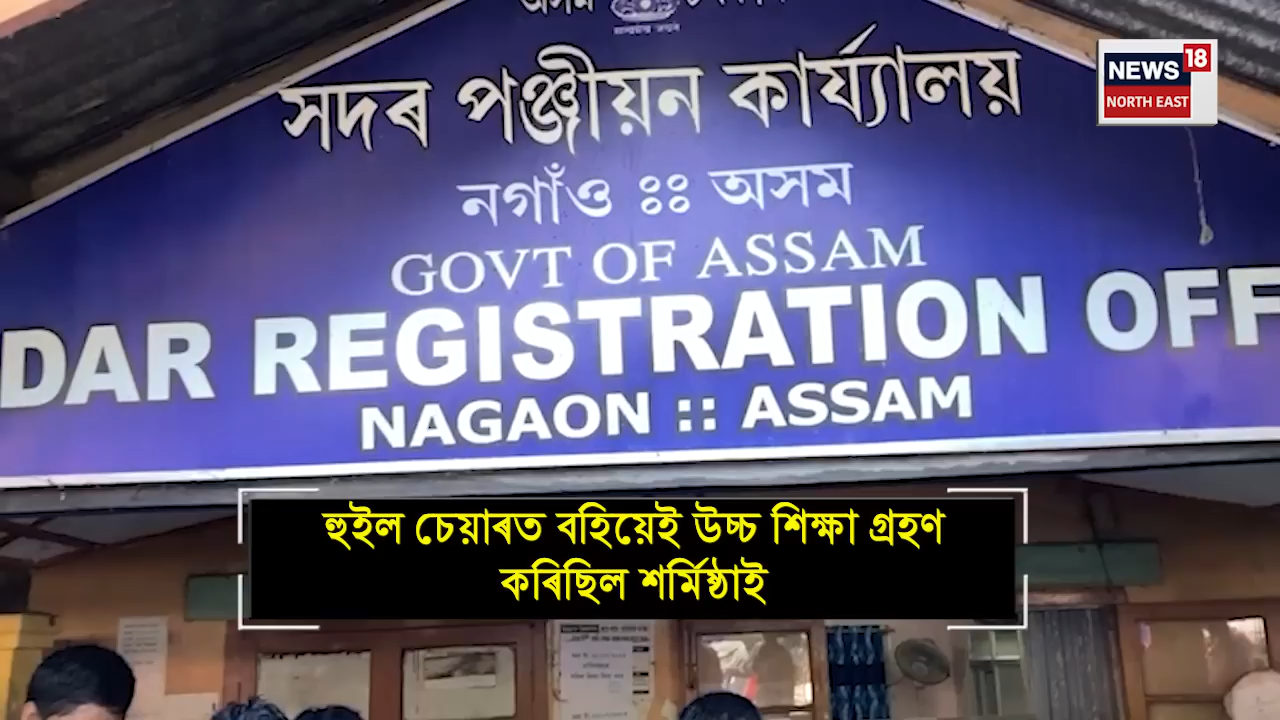 অসম
সদৰ পঞ্জীয়ন কাৰ্য্যালয়
নগাঁও ঃঃ অসম
GOVT OF ASSAM
DAR REGISTRATION OFF
NAGAON :: ASSAM
NEWS 18
NORTH EAST
হুইল চেয়াৰত বহিয়েই উচ্চ শিক্ষা গ্ৰহণ
কৰিছিল শৰ্মিষ্ঠাই